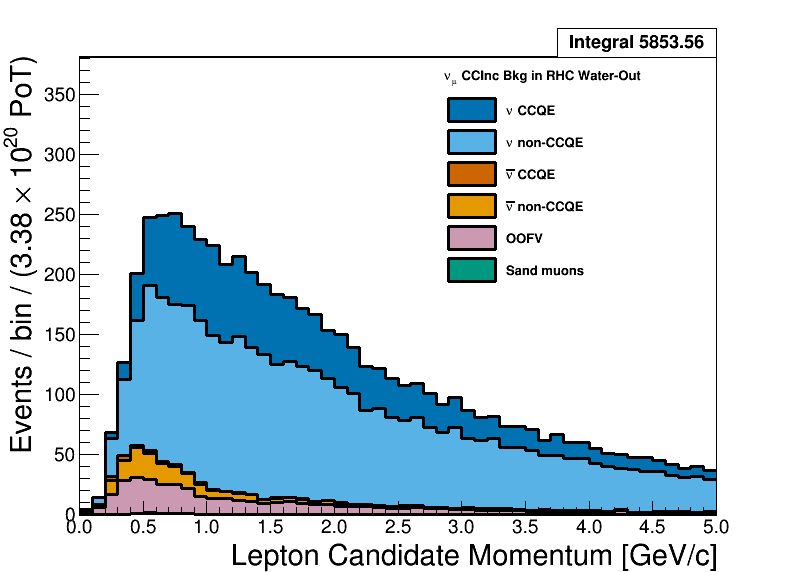 Integral 5853.56
ν_μ CCInc Bkg in RHC Water-Out
ν CCQE
ν non-CCQE
ν̅ CCQE
ν̅ non-CCQE
OOFV
Sand muons
Events / bin / (3.38 × 10^20 PoT)
350
300
250
200
150
100
50
0
0.0 0.5 1.0 1.5 2.0 2.5 3.0 3.5 4.0 4.5 5.0
Lepton Candidate Momentum [GeV/c]